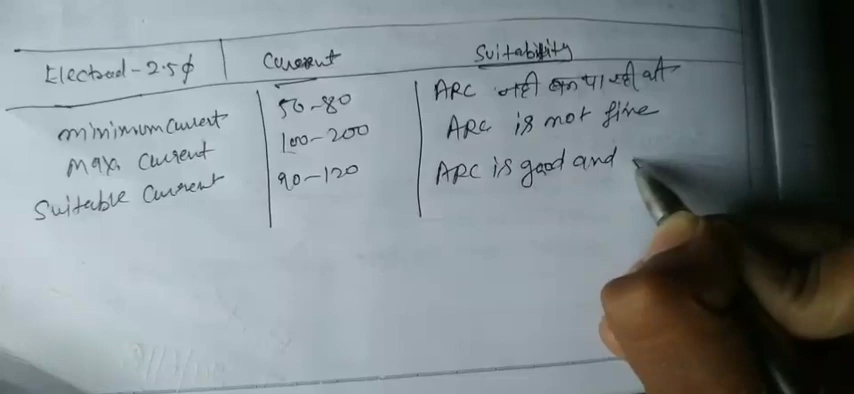 Electrod-2.5ϕ Current Suitability
minimum current 50-80 ARC नही बन पा रही थी
max. current 100-200 ARC is not fine
Suitable current 90-120 ARC is good and